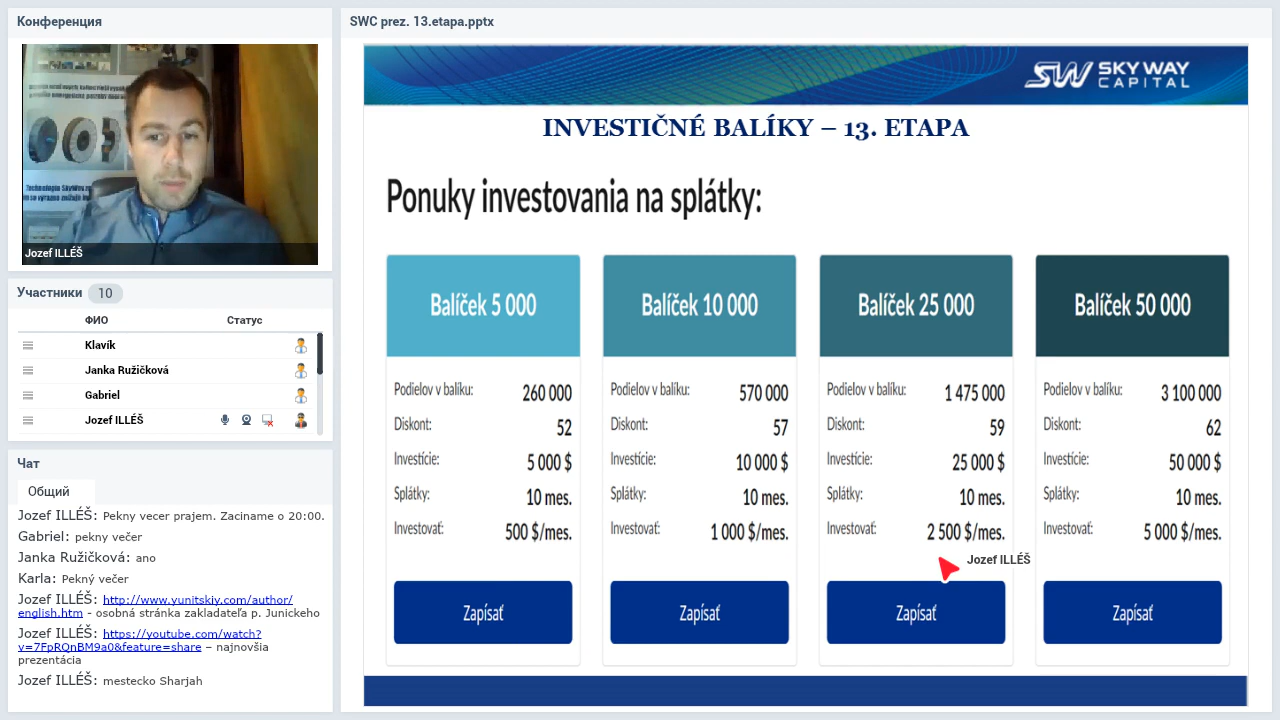 Конференция
Jozef ILLÉŠ
Участники 10
ФИО Статус
Klavík
Janka Ružičková
Gabriel
Jozef ILLÉŠ
Чат
Общий
Jozef ILLÉŠ: Pekny vecer prajem. Zaciname o 20:00.
Gabriel: pekny večer
Janka Ružičková: ano
Karla: Pekný večer
Jozef ILLÉŠ: http://www.yunitskiy.com/author/
english.htm - osobná stránka zakladateľa p. Junickeho
Jozef ILLÉŠ: https://youtube.com/watch?
v=7FpRQnBM9a0&feature=share – najnovšia
prezentácia
Jozef ILLÉŠ: mestecko Sharjah
SWC prez. 13.etapa.pptx
SW SKY WAY
CAPITAL
INVESTIČNÉ BALÍKY – 13. ETAPA
Ponuky investovania na splátky:
Balíček 5 000
Podielov v balíku: 260 000
Diskont: 52
Investície: 5 000 $
Splátky: 10 mes.
Investovať: 500 $/mes.
Zapísať
Balíček 10 000
Podielov v balíku: 570 000
Diskont: 57
Investície: 10 000 $
Splátky: 10 mes.
Investovať: 1 000 $/mes.
Zapísať
Balíček 25 000
Podielov v balíku: 1 475 000
Diskont: 59
Investície: 25 000 $
Splátky: 10 mes.
Investovať: 2 500 $/mes.
Jozef ILLÉŠ
Zapísať
Balíček 50 000
Podielov v balíku: 3 100 000
Diskont: 62
Investície: 50 000 $
Splátky: 10 mes.
Investovať: 5 000 $/mes.
Zapísať